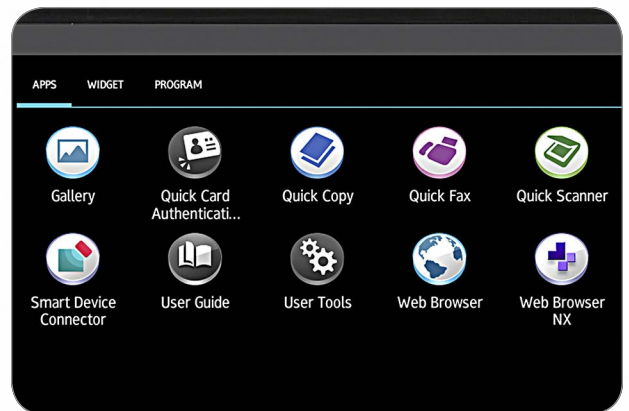 APPS WIDGET PROGRAM
Gallery Quick Card Quick Copy Quick Fax Quick Scanner
Authenticati...
Smart Device User Guide User Tools Web Browser Web Browser
Connector NX